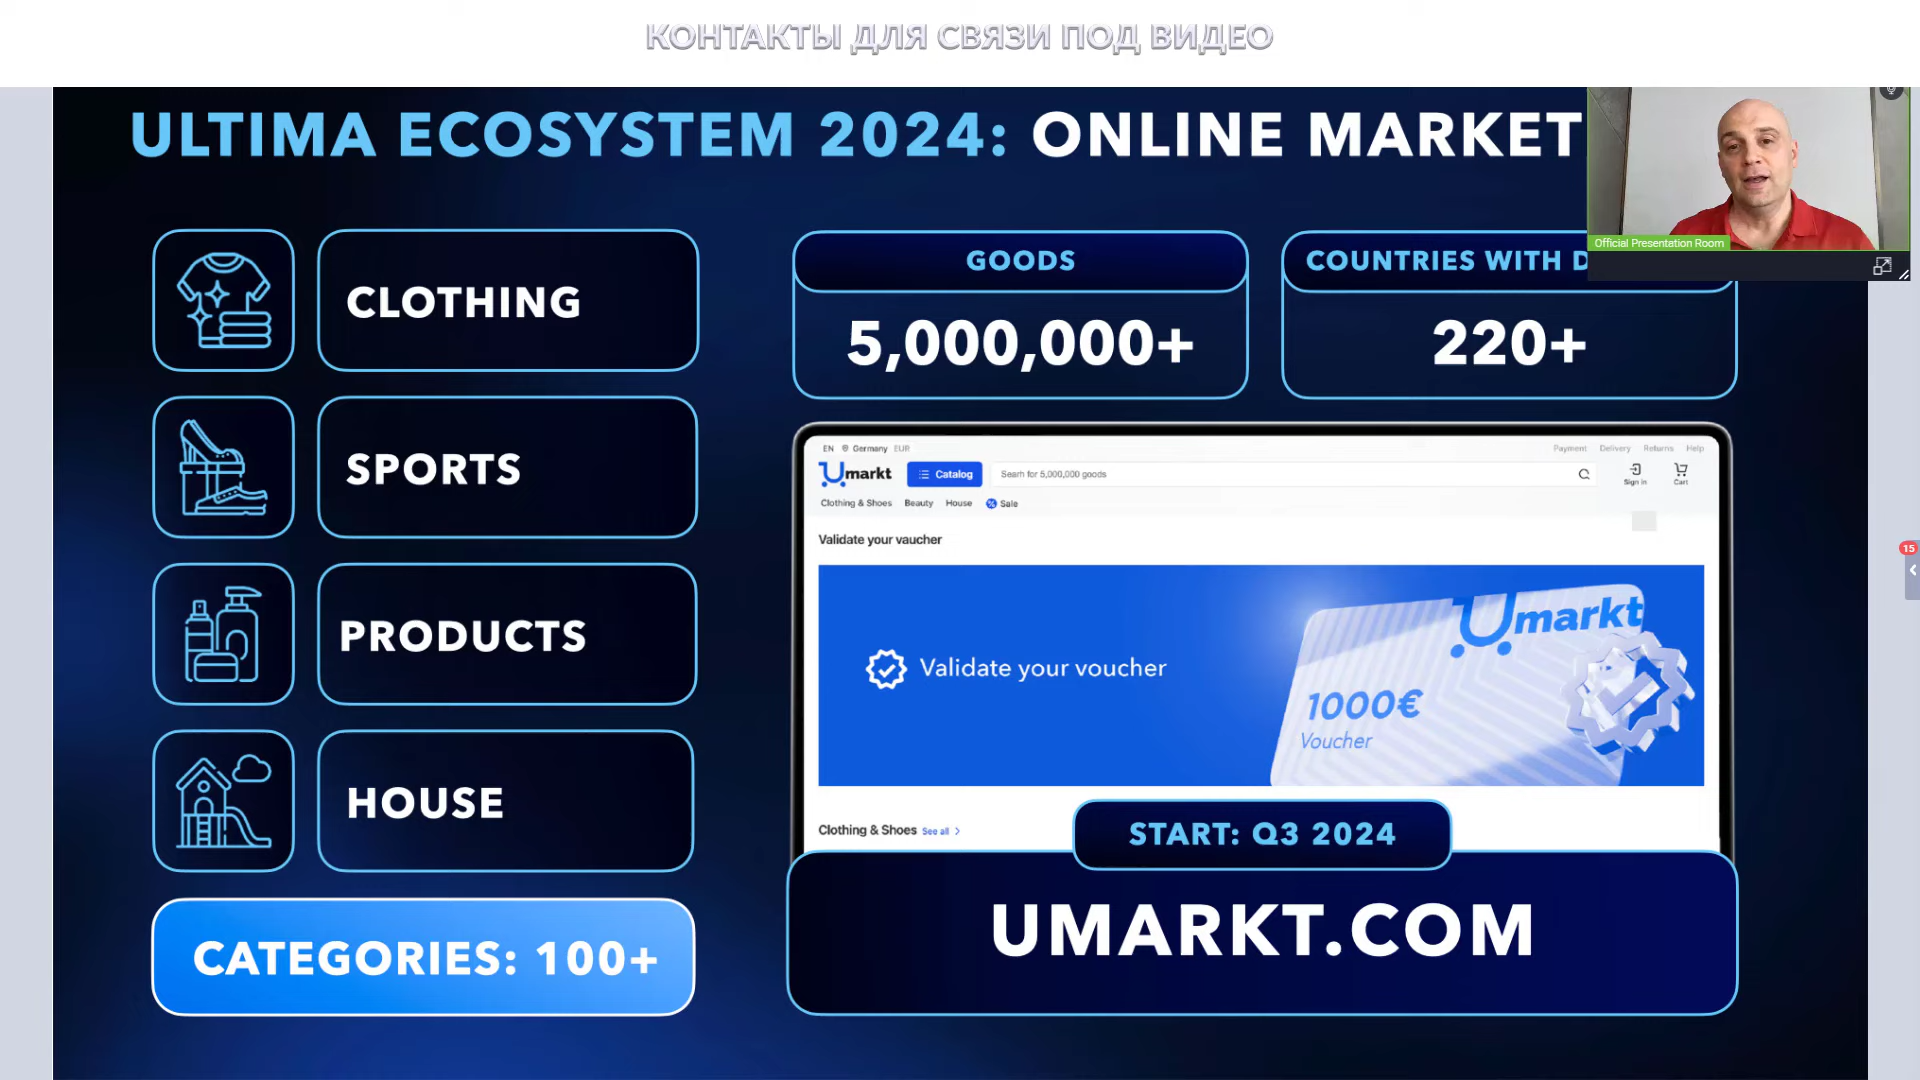 КОНТАКТЫ ДЛЯ СВЯЗИ ПОД ВИДЕО
ULTIMA ECOSYSTEM 2024: ONLINE MARKET
Official Presentation Room
CLOTHING
SPORTS
PRODUCTS
HOUSE
CATEGORIES: 100+
GOODS
5,000,000+
COUNTRIES WITH
220+
EN Germany EUR
Payment Delivery Returns Help
Umarkt
Catalog
Searh for 5,000,000 goods
Sign in
Cart
Clothing & Shoes Beauty House Sale
Validate your vaucher
Validate your voucher
Umarkt
1000€
Voucher
Clothing & Shoes See all
START: Q3 2024
UMARKT.COM
15